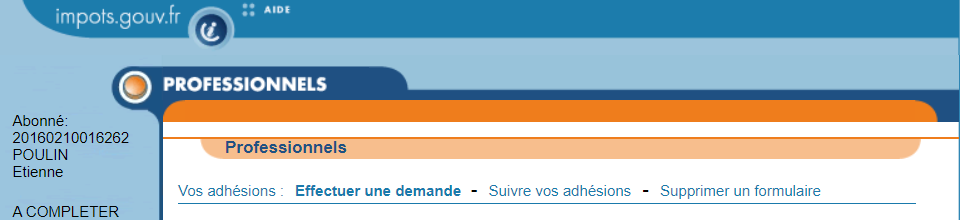 impots.gouv.fr
AIDE
PROFESSIONNELS
Abonné:
20160210016262
POULIN
Etienne
A COMPLETER
Professionnels
Vos adhésions : Effectuer une demande - Suivre vos adhésions - Supprimer un formulaire